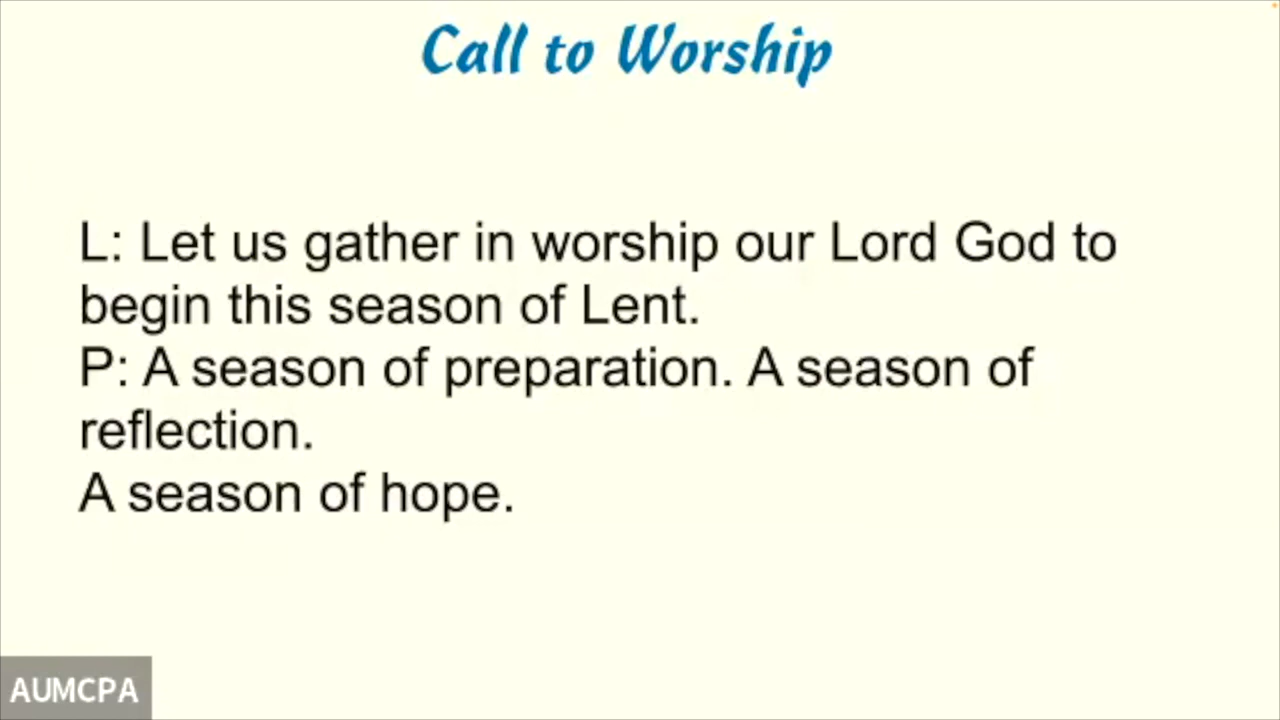 Call to Worship
L: Let us gather in worship our Lord God to
begin this season of Lent.
P: A season of preparation. A season of
reflection.
A season of hope.
AUMCPA